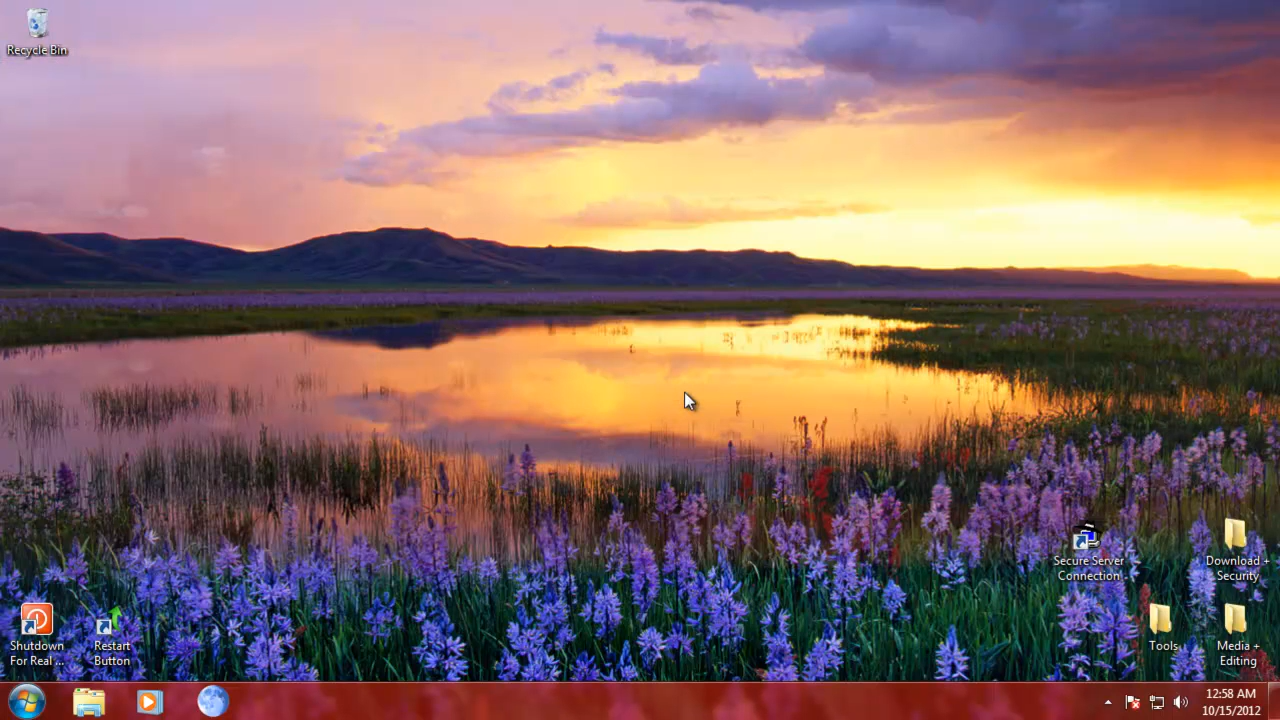 Recycle Bin
Secure Server
Connection
Download +
Security
Shutdown
For Real ...
Restart
Button
Tools
Media +
Editing
12:58 AM
10/15/2012